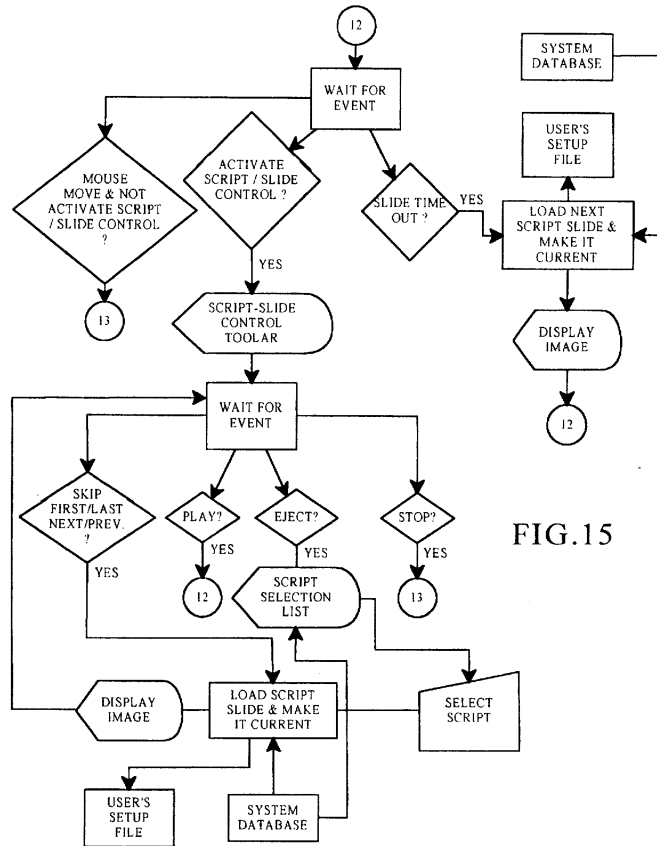 12
WAIT FOR
EVENT
SYSTEM
DATABASE
USER'S
SETUP
FILE
MOUSE
MOVE & NOT
ACTIVATE SCRIPT
/ SLIDE CONTROL
?
ACTIVATE
SCRIPT / SLIDE
CONTROL ?
SLIDE TIME
OUT ?
YES
LOAD NEXT
SCRIPT SLIDE &
MAKE IT
CURRENT
YES
13
SCRIPT-SLIDE
CONTROL
TOOLAR
DISPLAY
IMAGE
12
WAIT FOR
EVENT
SKIP
FIRST/LAST
NEXT/PREV.
?
YES
PLAY?
YES
12
EJECT?
YES
STOP?
YES
13
FIG.15
SCRIPT
SELECTION
LIST
DISPLAY
IMAGE
LOAD SCRIPT
SLIDE & MAKE
IT CURRENT
SELECT
SCRIPT
USER'S
SETUP
FILE
SYSTEM
DATABASE